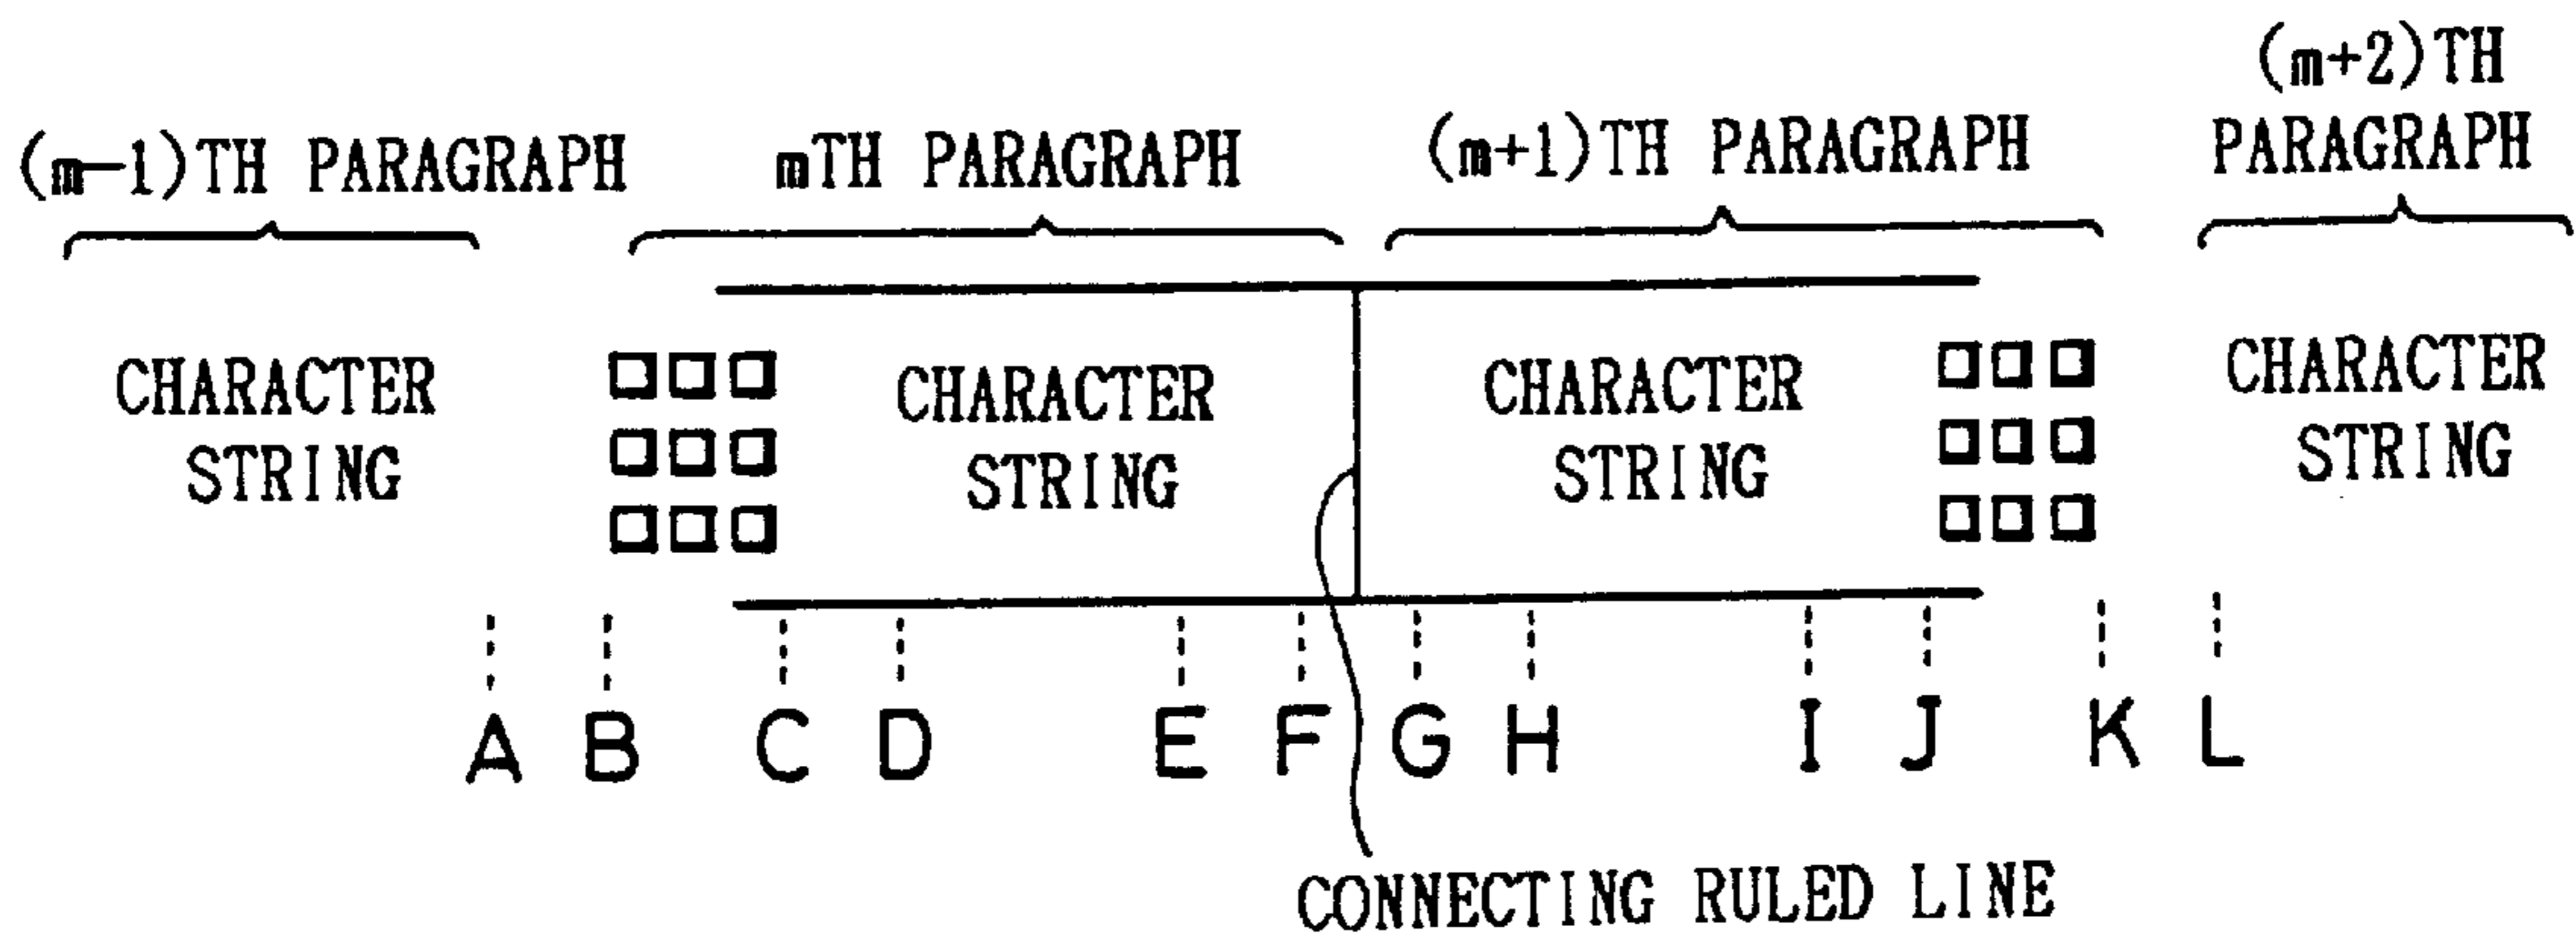 (m+2)TH
(m-1)TH PARAGRAPH mTH PARAGRAPH (m+1)TH PARAGRAPH PARAGRAPH
CHARACTER CHARACTER CHARACTER CHARACTER
STRING STRING STRING STRING
A B C D E F G H I J K L
CONNECTING RULED LINE